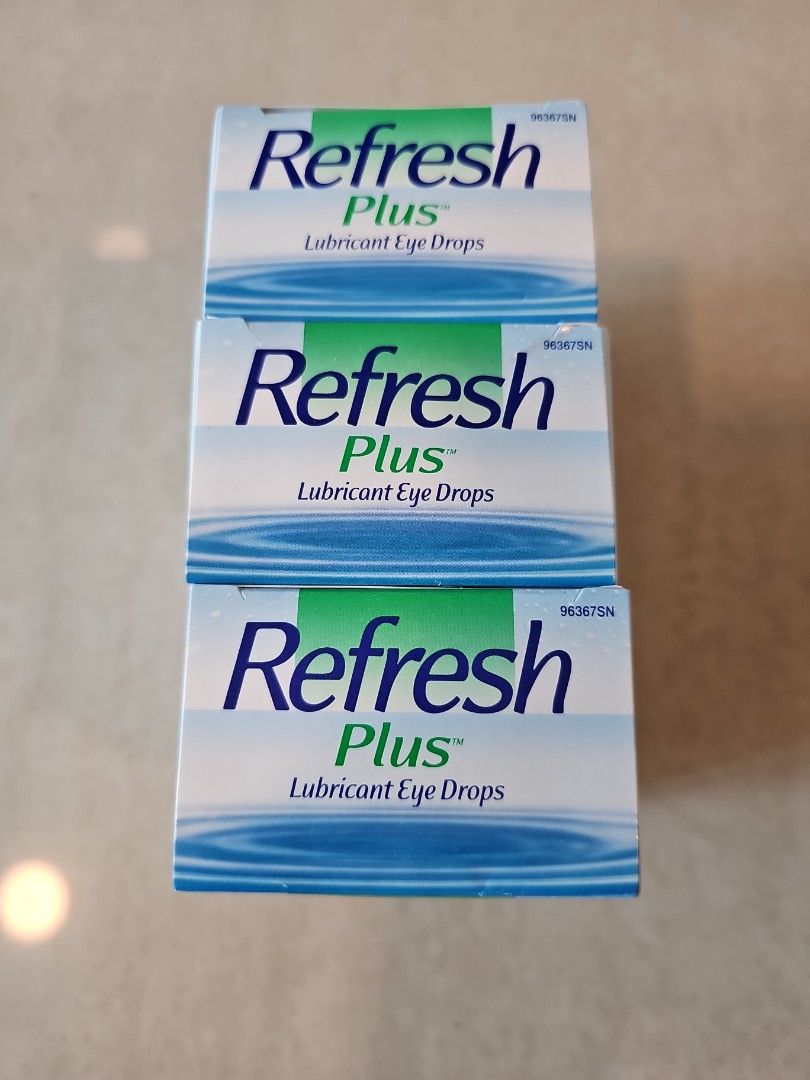 96367SN
Refresh
Plus™
Lubricant Eye Drops
96367SN
Refresh
Plus™
Lubricant Eye Drops
96367SN
Refresh
Plus™
Lubricant Eye Drops